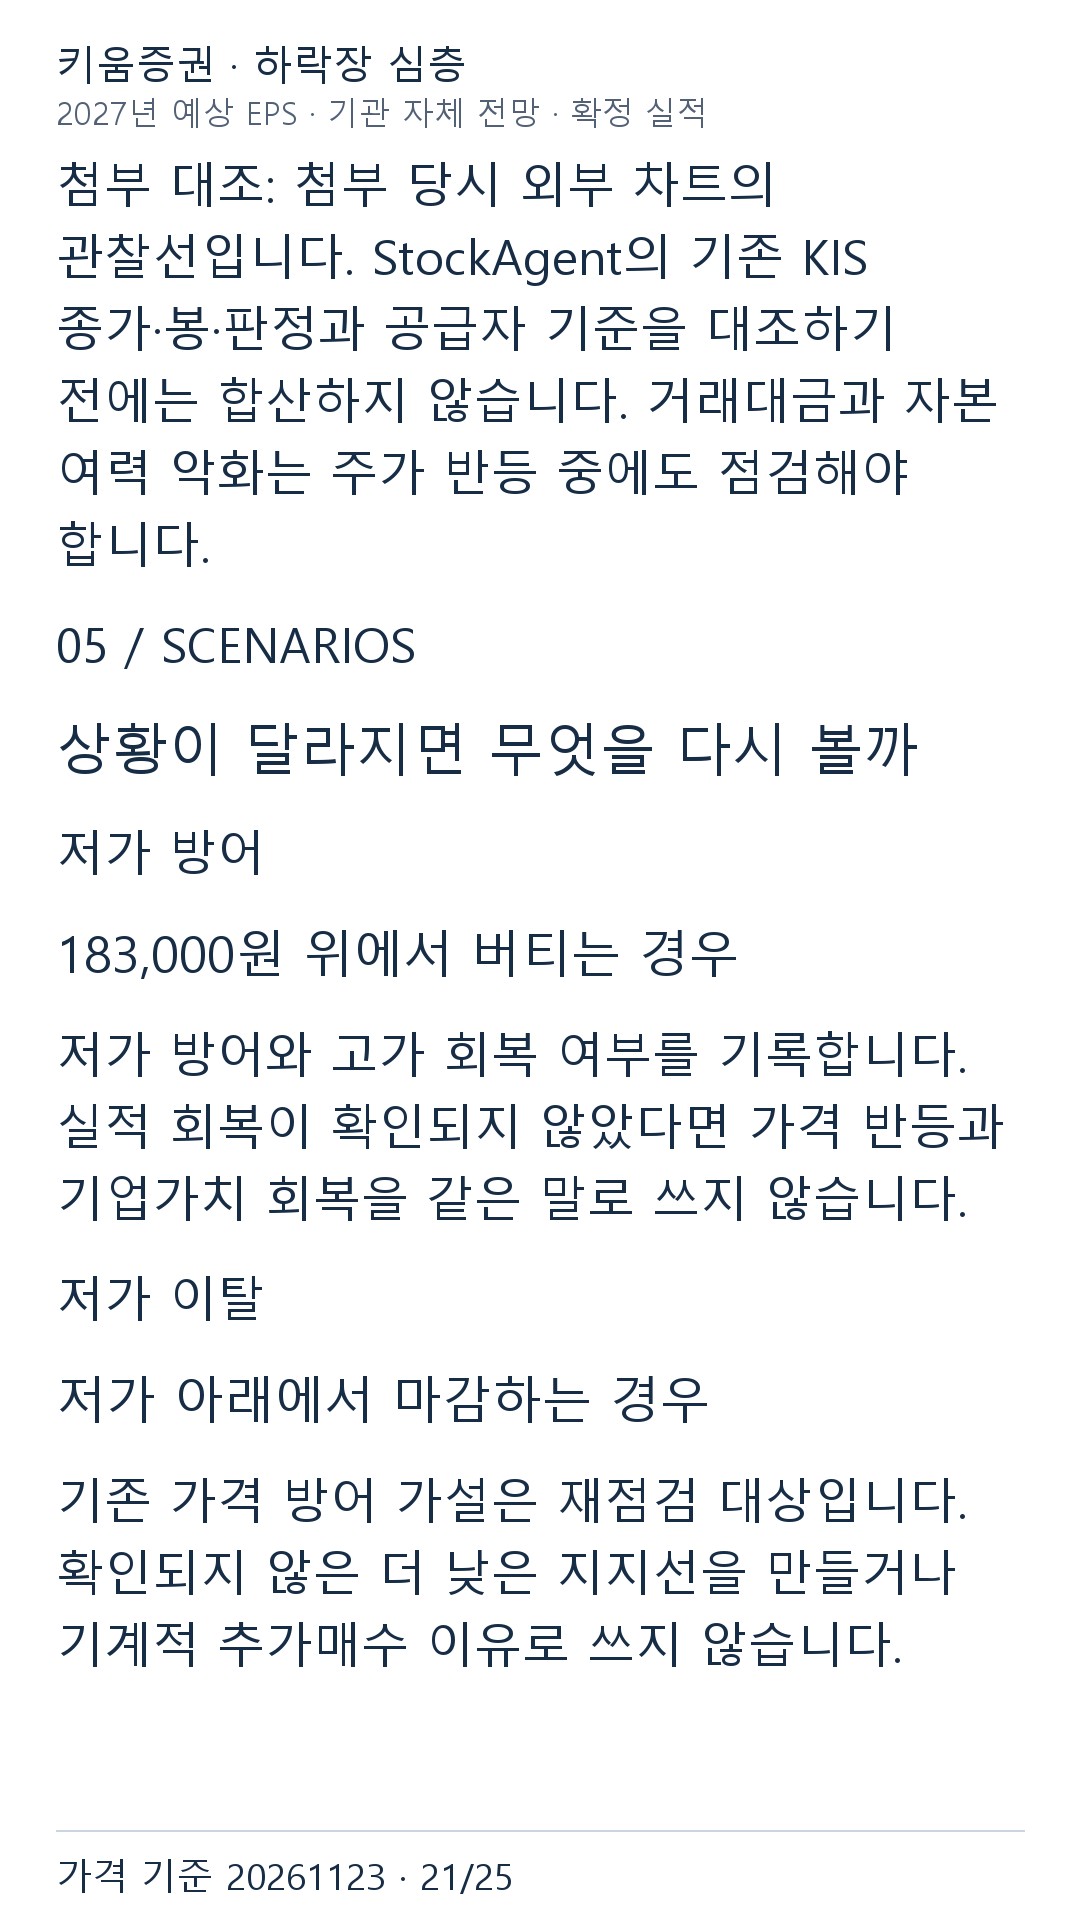 키움증권 · 하락장 심층
2027년 예상 EPS · 기관 자체 전망 · 확정 실적
첨부 대조: 첨부 당시 외부 차트의
관찰선입니다. StockAgent의 기존 KIS
종가·봉·판정과 공급자 기준을 대조하기
전에는 합산하지 않습니다. 거래대금과 자본
여력 악화는 주가 반등 중에도 점검해야
합니다.
05 / SCENARIOS
상황이 달라지면 무엇을 다시 볼까
저가 방어
183,000원 위에서 버티는 경우
저가 방어와 고가 회복 여부를 기록합니다.
실적 회복이 확인되지 않았다면 가격 반등과
기업가치 회복을 같은 말로 쓰지 않습니다.
저가 이탈
저가 아래에서 마감하는 경우
기존 가격 방어 가설은 재점검 대상입니다.
확인되지 않은 더 낮은 지지선을 만들거나
기계적 추가매수 이유로 쓰지 않습니다.
가격 기준 20261123 · 21/25